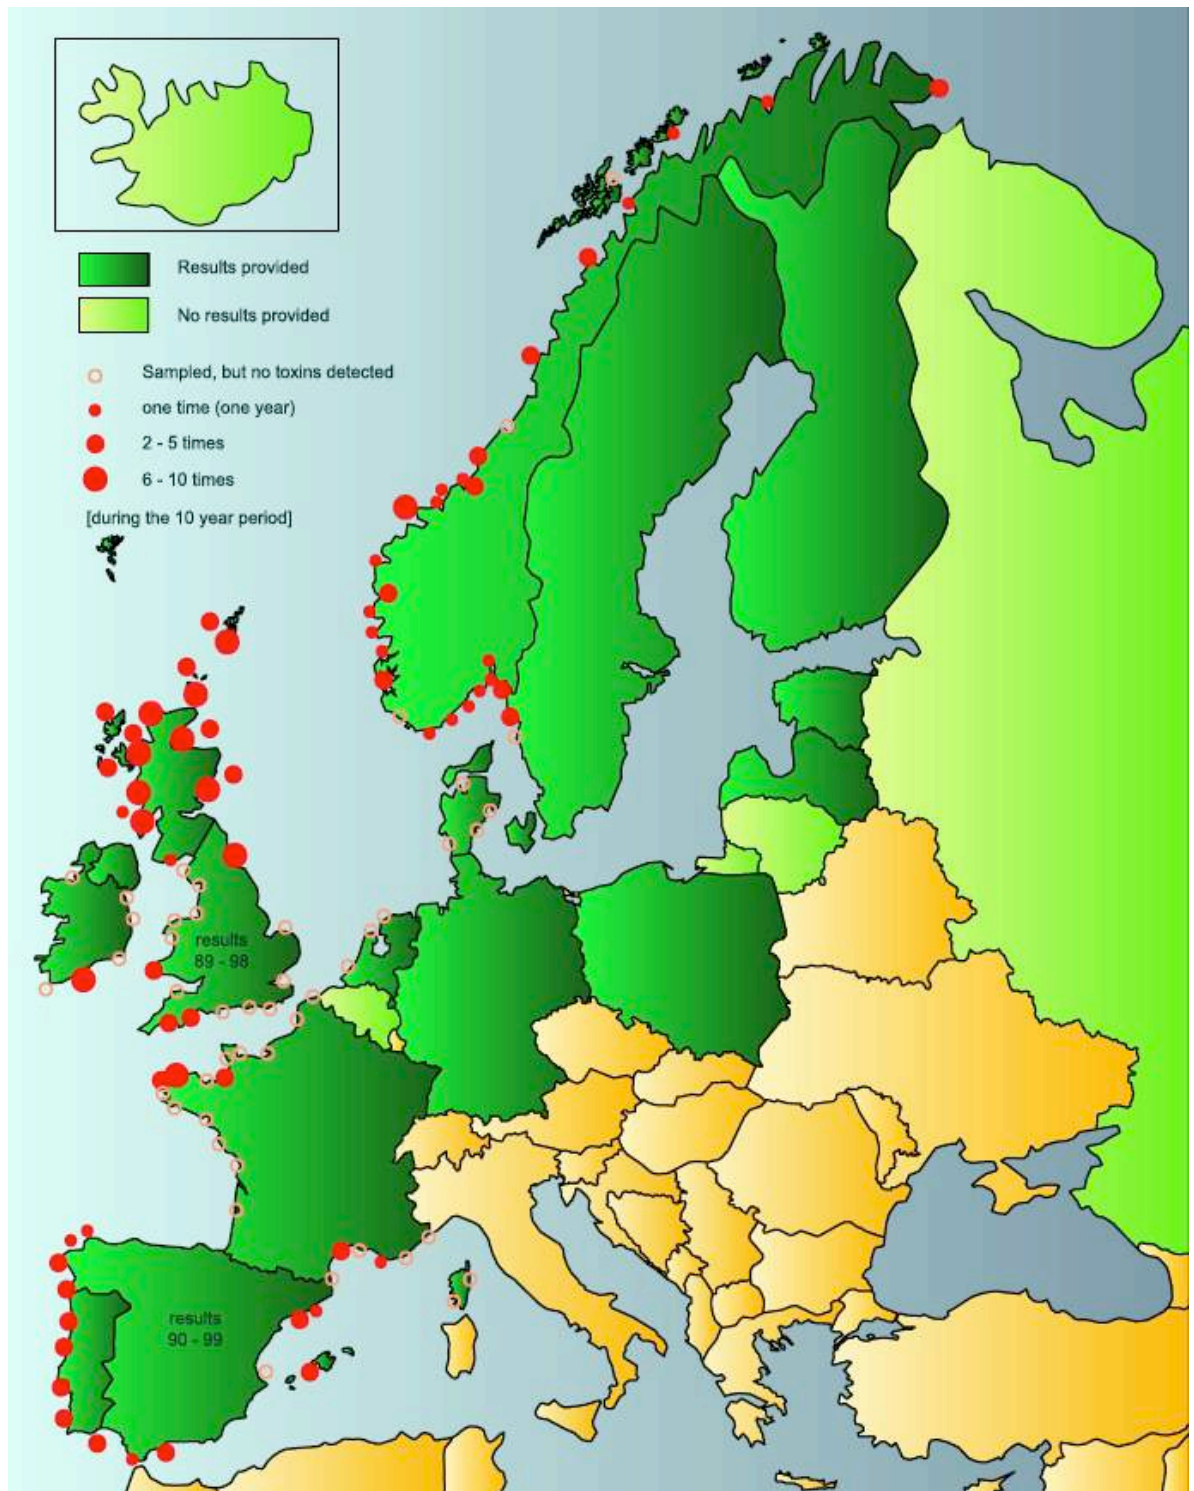 Results provided
No results provided
Sampled, but no toxins detected
one time (one year)
2 - 5 times
6 - 10 times
[during the 10 year period]
results
89 - 98
results
90 - 99